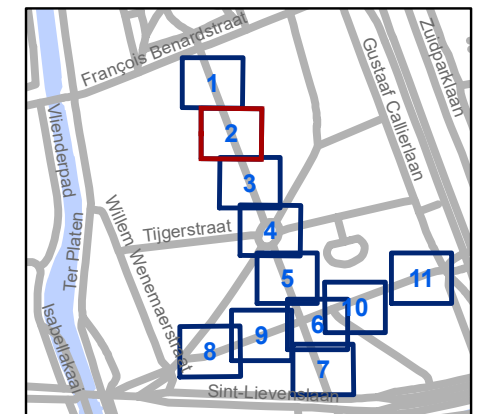 François Benardstraat
Zuidparklaan
Gustaaf Callierlaan
1
2
Vlienderpad
3
Willem Wenemaerstraat
Tijgerstraat
4
Ter Platen
5
11
10
6
9
8
7
Isabellakaai
Sint-Lievenslaan